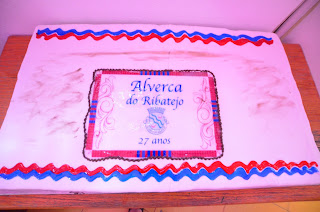 Alverca
do Ribatejo
27 anos